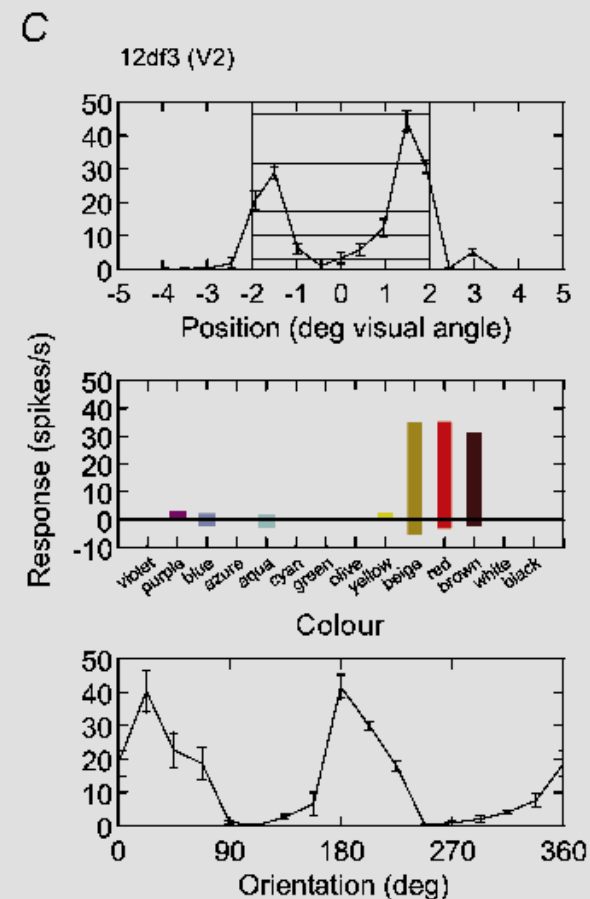 C
12df3 (V2)
50
40
30
20
10
0
-5 -4 -3 -2 -1 0 1 2 3 4 5
Position (deg visual angle)
Response (spikes/s)
50
40
30
20
10
0
-10
violet purple blue azure aqua cyan green olive yellow beige red brown white black
Colour
50
40
30
20
10
0
0 90 180 270 360
Orientation (deg)